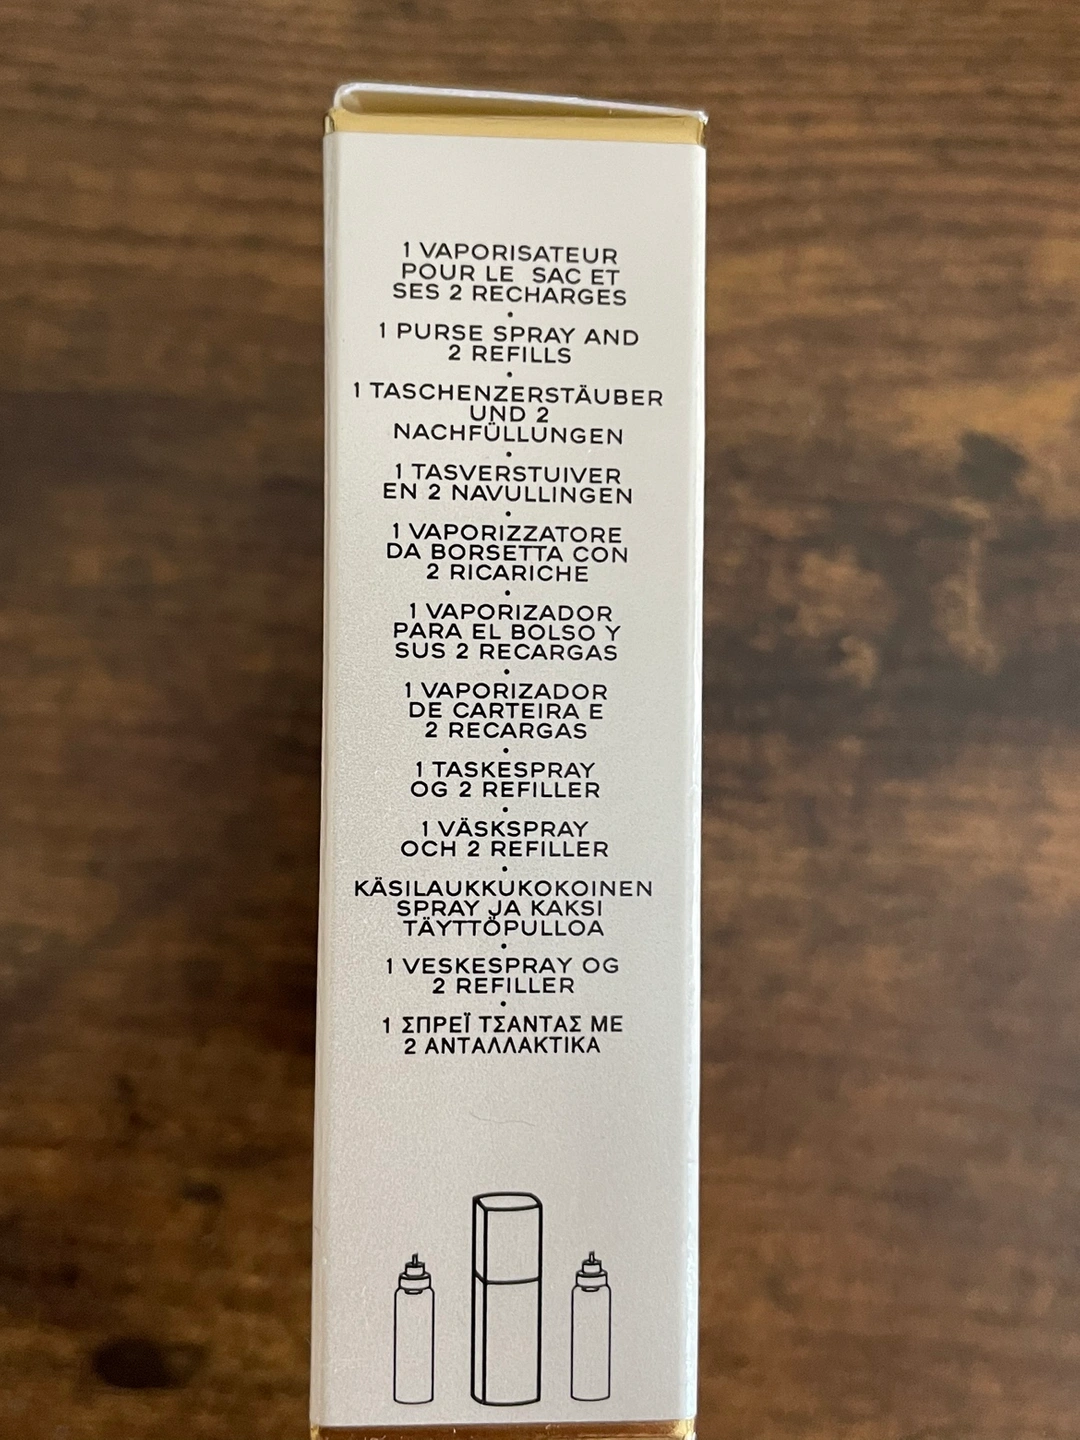 1 VAPORISATEUR
POUR LE SAC ET
SES 2 RECHARGES
•
1 PURSE SPRAY AND
2 REFILLS
•
1 TASCHENZERSTÄUBER
UND 2
NACHFÜLLUNGEN
•
1 TASVERSTUIVER
EN 2 NAVULLINGEN
•
1 VAPORIZZATORE
DA BORSETTA CON
2 RICARICHE
•
1 VAPORIZADOR
PARA EL BOLSO Y
SUS 2 RECARGAS
•
1 VAPORIZADOR
DE CARTEIRA E
2 RECARGAS
•
1 TASKESPRAY
OG 2 REFILLER
•
1 VÄSKSPRAY
OCH 2 REFILLER
•
KÄSILAUKKUKOKOINEN
SPRAY JA KAKSI
TÄYTTÖPULLOA
•
1 VESKESPRAY OG
2 REFILLER
•
1 ΣΠΡΕΪ ΤΣΑΝΤΑΣ ΜΕ
2 ΑΝΤΑΛΛΑΚΤΙΚΑ